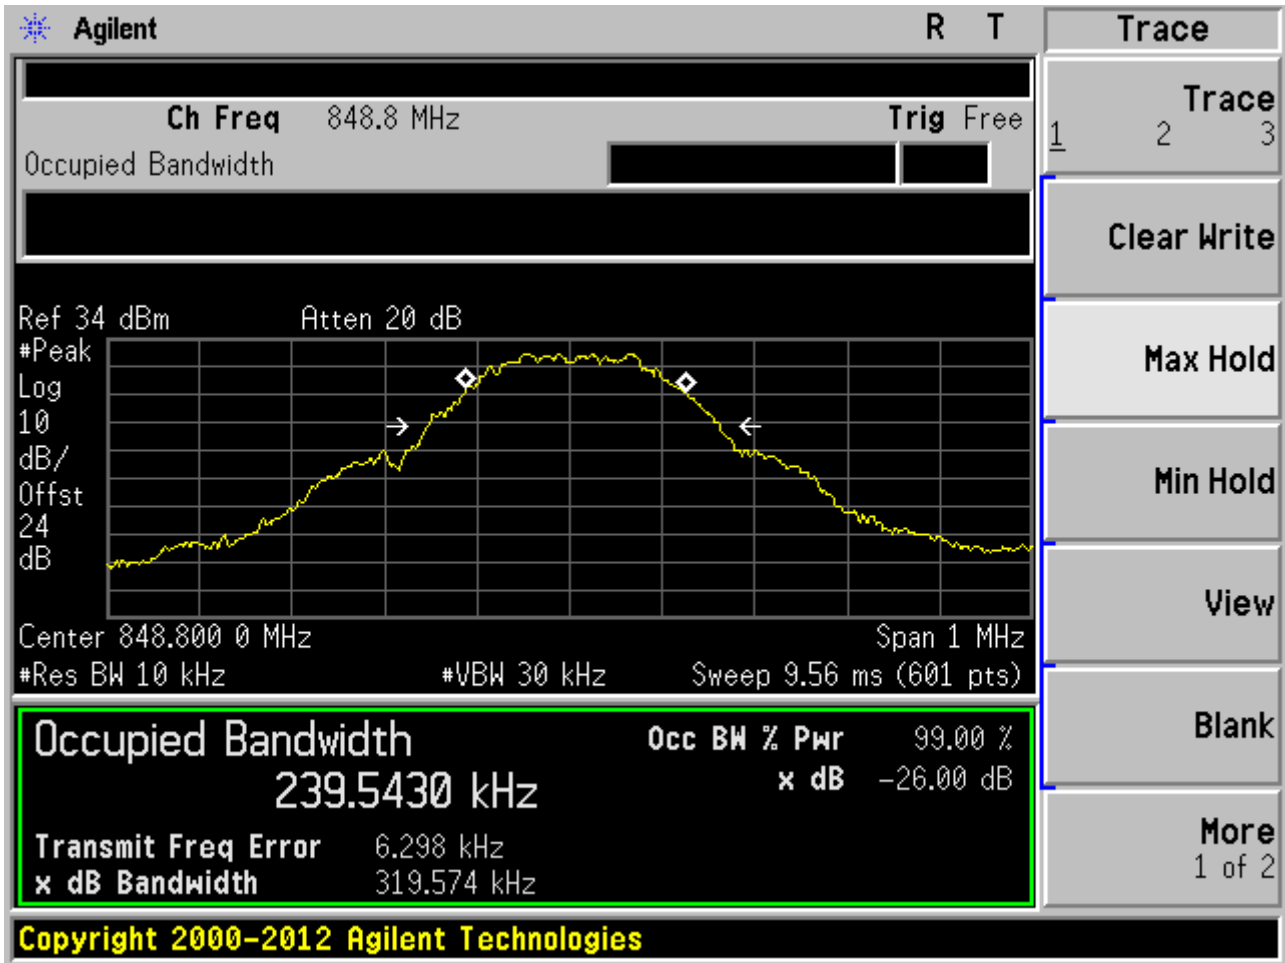 Agilent R T Trace
Ch Freq 848.8 MHz Trig Free
Occupied Bandwidth
Trace
1 2 3
Clear Write
Max Hold
Min Hold
View
Blank
More
1 of 2
Ref 34 dBm Atten 20 dB
#Peak
Log
10
dB/
Offst
24
dB
Center 848.800 0 MHz Span 1 MHz
#Res BW 10 kHz #VBW 30 kHz Sweep 9.56 ms (601 pts)
Occupied Bandwidth
239.5430 kHz
Occ BW % Pwr 99.00 %
x dB -26.00 dB
Transmit Freq Error 6.298 kHz
x dB Bandwidth 319.574 kHz
Copyright 2000-2012 Agilent Technologies